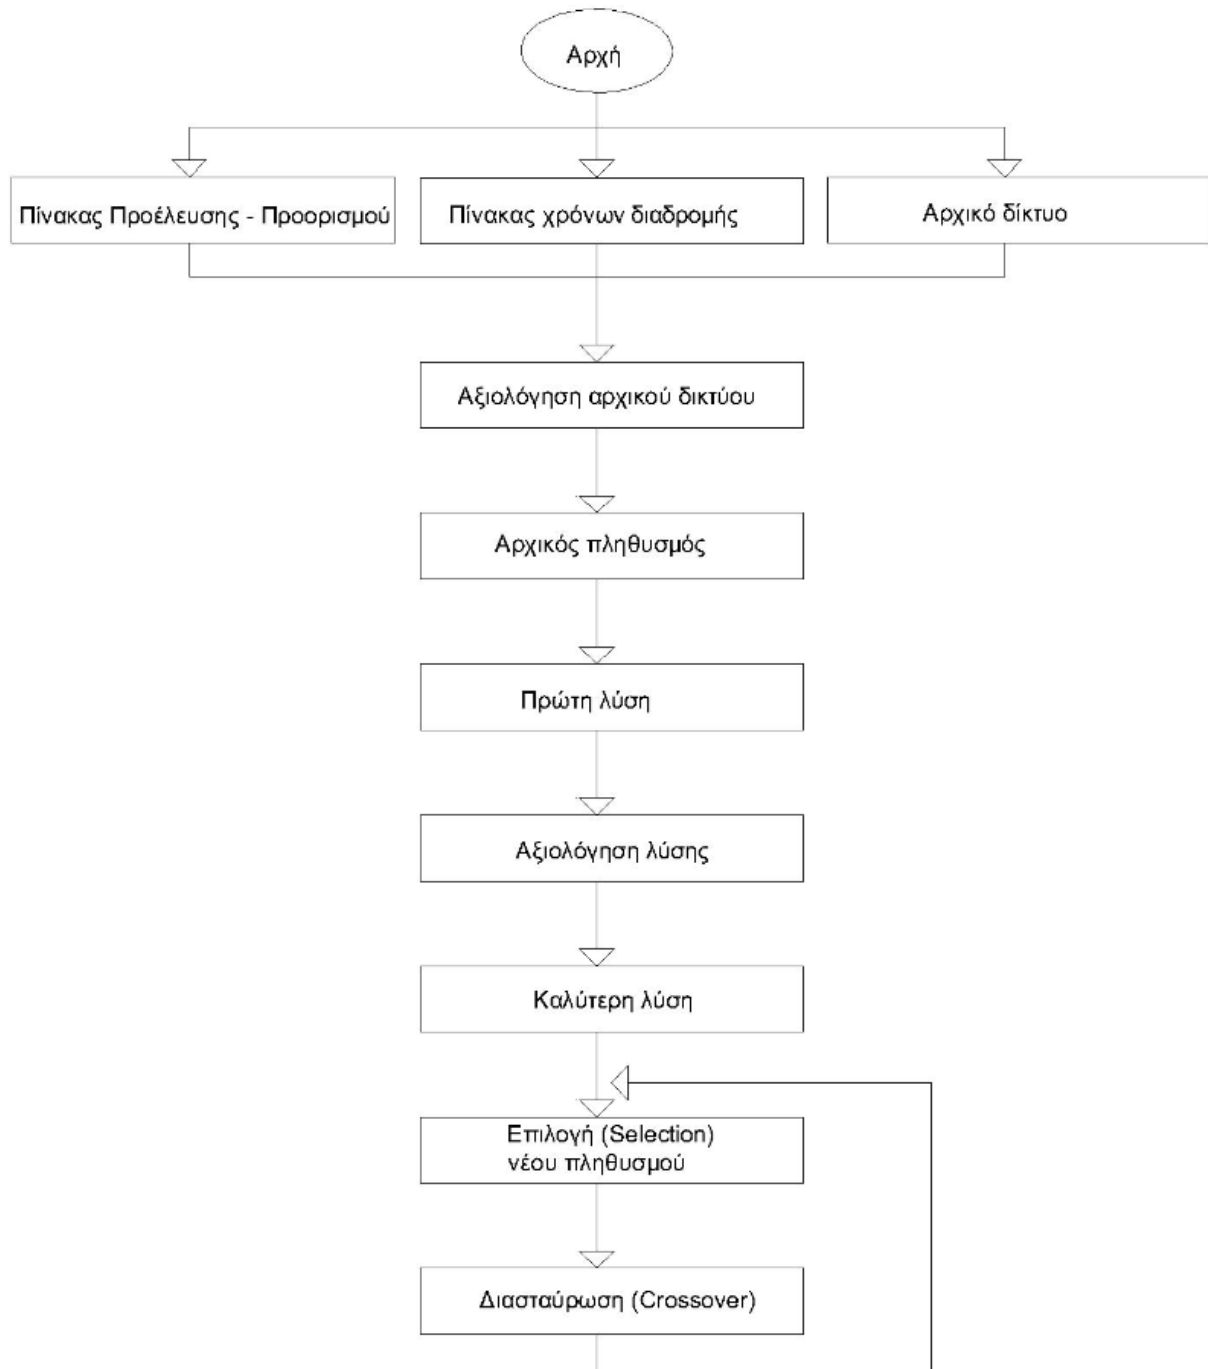 Αρχή
Πίνακας Προέλευσης - Προορισμού
Πίνακας χρόνων διαδρομής
Αρχικό δίκτυο
Αξιολόγηση αρχικού δικτύου
Αρχικός πληθυσμός
Πρώτη λύση
Αξιολόγηση λύσης
Καλύτερη λύση
Επιλογή (Selection)
νέου πληθυσμού
Διασταύρωση (Crossover)